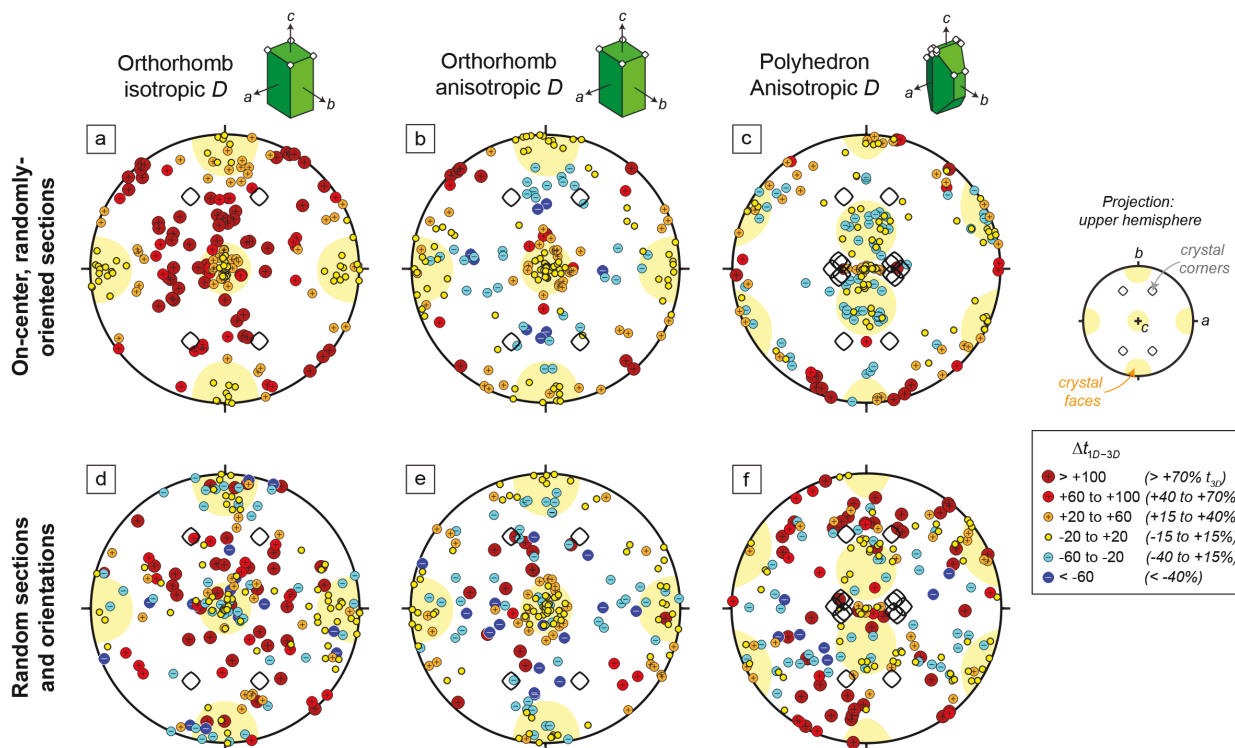 c
c
c
Orthorhomb
isotropic D
a
b
Orthorhomb
anisotropic D
a
b
Polyhedron
Anisotropic D
a
b
a
b
c
On-center, randomly-
oriented sections
Projection:
upper hemisphere
b
crystal
corners
a
c
crystal
faces
Δt1D−3D
> +100 (> +70% t3D)
+60 to +100 (+40 to +70%
+20 to +60 (+15 to +40%)
-20 to +20 (-15 to +15%)
-60 to -20 (-40 to +15%)
< -60 (< -40%)
d
e
f
Random sections
and orientations